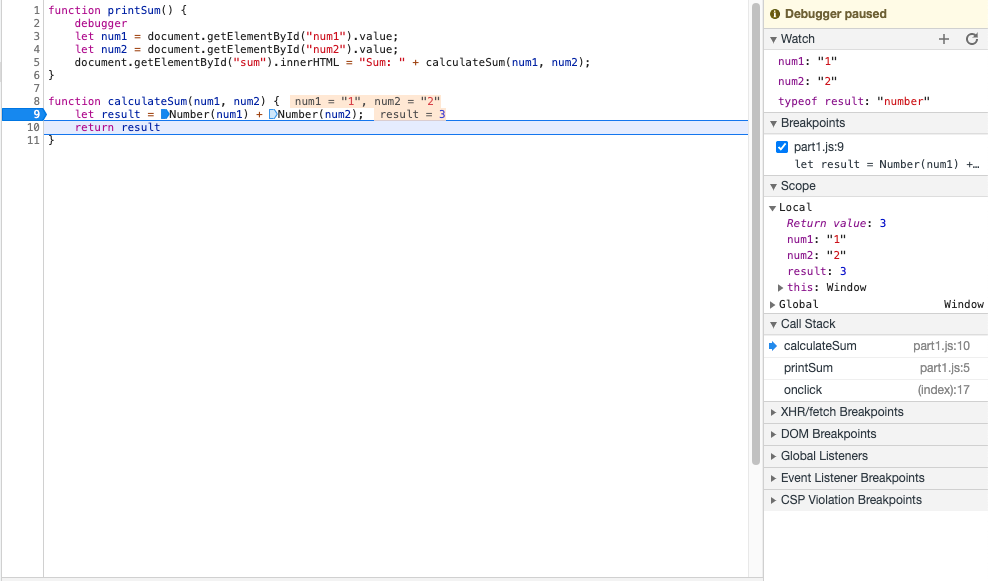 1 function printSum() {
2 debugger
3 let num1 = document.getElementById("num1").value;
4 let num2 = document.getElementById("num2").value;
5 document.getElementById("sum").innerHTML = "Sum: " + calculateSum(num1, num2);
6 }
7
8 function calculateSum(num1, num2) { num1 = "1", num2 = "2"
9 let result = Number(num1) + Number(num2); result = 3
10 return result
11 }
Debugger paused
Watch
num1: "1"
num2: "2"
typeof result: "number"
Breakpoints
part1.js:9
let result = Number(num1) +…
Scope
Local
Return value: 3
num1: "1"
num2: "2"
result: 3
this: Window
Global Window
Call Stack
calculateSum part1.js:10
printSum part1.js:5
onclick (index):17
XHR/fetch Breakpoints
DOM Breakpoints
Global Listeners
Event Listener Breakpoints
CSP Violation Breakpoints